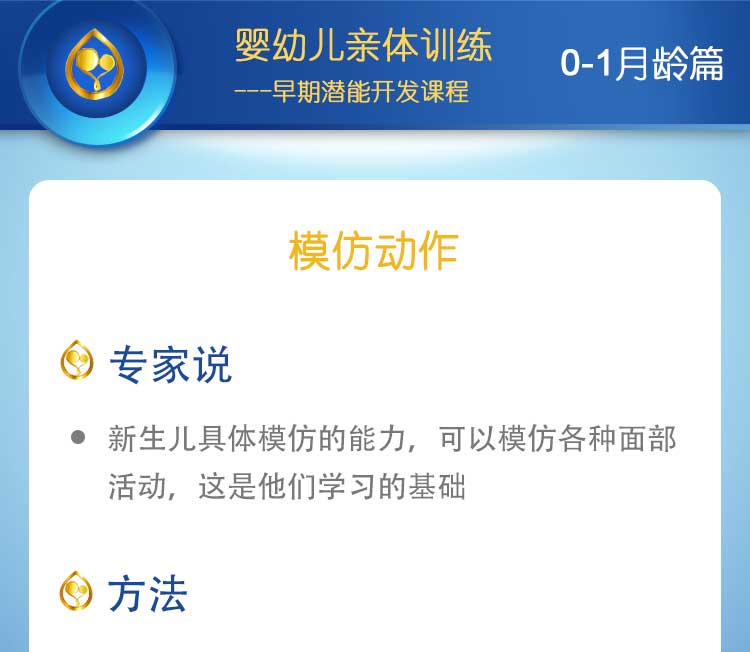 婴幼儿亲体训练
0-1月龄篇
---早期潜能开发课程
模仿动作
专家说
新生儿具体模仿的能力，可以模仿各种面部
活动，这是他们学习的基础
方法